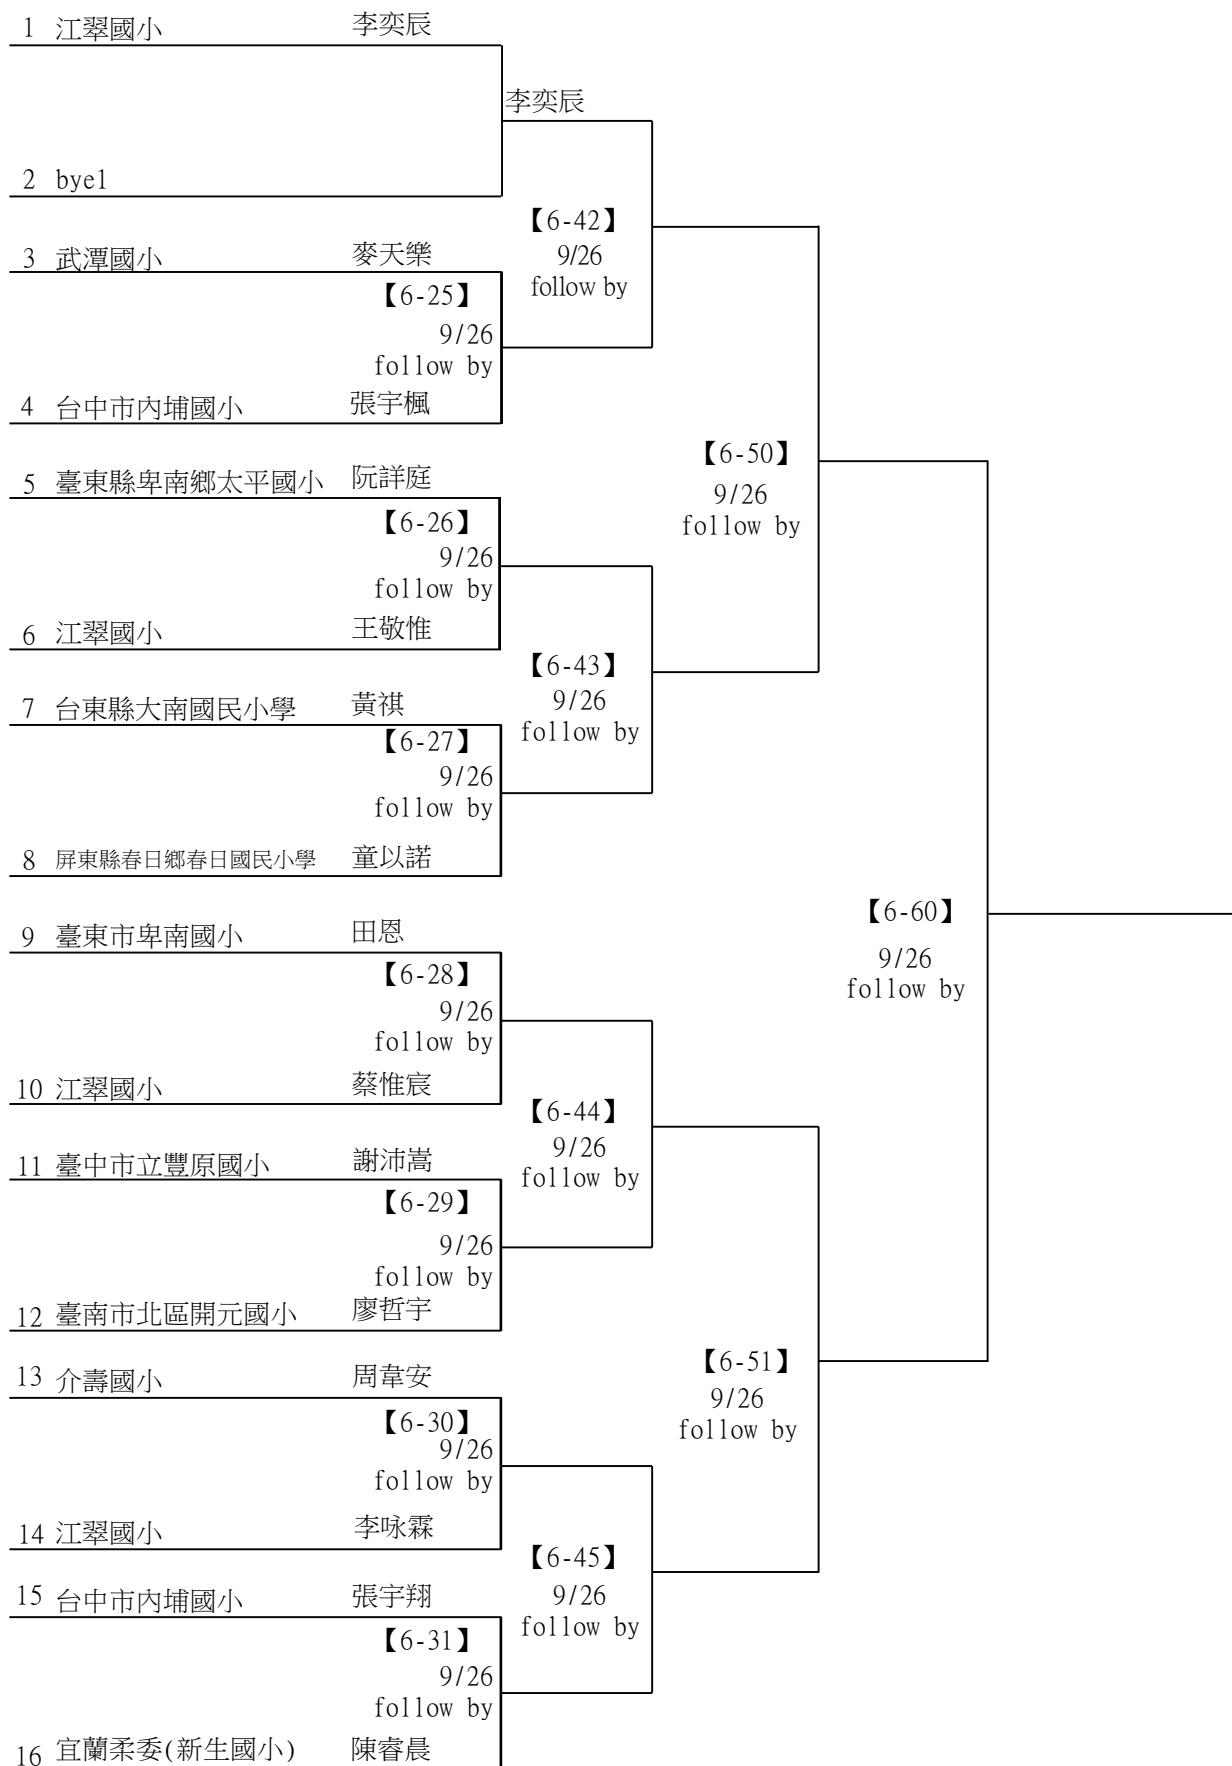 1 江翠國小 李奕辰
李奕辰
2 bye1
【6-42】
9/26
follow by
3 武潭國小 麥天樂
【6-25】
9/26
follow by
4 台中市內埔國小 張宇楓
【6-50】
9/26
follow by
5 臺東縣卑南鄉太平國小 阮詳庭
【6-26】
9/26
follow by
6 江翠國小 王敬惟
【6-43】
9/26
follow by
7 台東縣大南國民小學 黃祺
【6-27】
9/26
follow by
8 屏東縣春日鄉春日國民小學 童以諾
【6-60】
9/26
follow by
9 臺東市卑南國小 田恩
【6-28】
9/26
follow by
10 江翠國小 蔡惟宸
【6-44】
9/26
follow by
11 臺中市立豐原國小 謝沛嵩
【6-29】
9/26
follow by
12 臺南市北區開元國小 廖哲宇
【6-51】
9/26
follow by
13 介壽國小 周韋安
【6-30】
9/26
follow by
14 江翠國小 李咏霖
【6-45】
9/26
follow by
15 台中市內埔國小 張宇翔
【6-31】
9/26
follow by
16 宜蘭柔委(新生國小) 陳睿晨